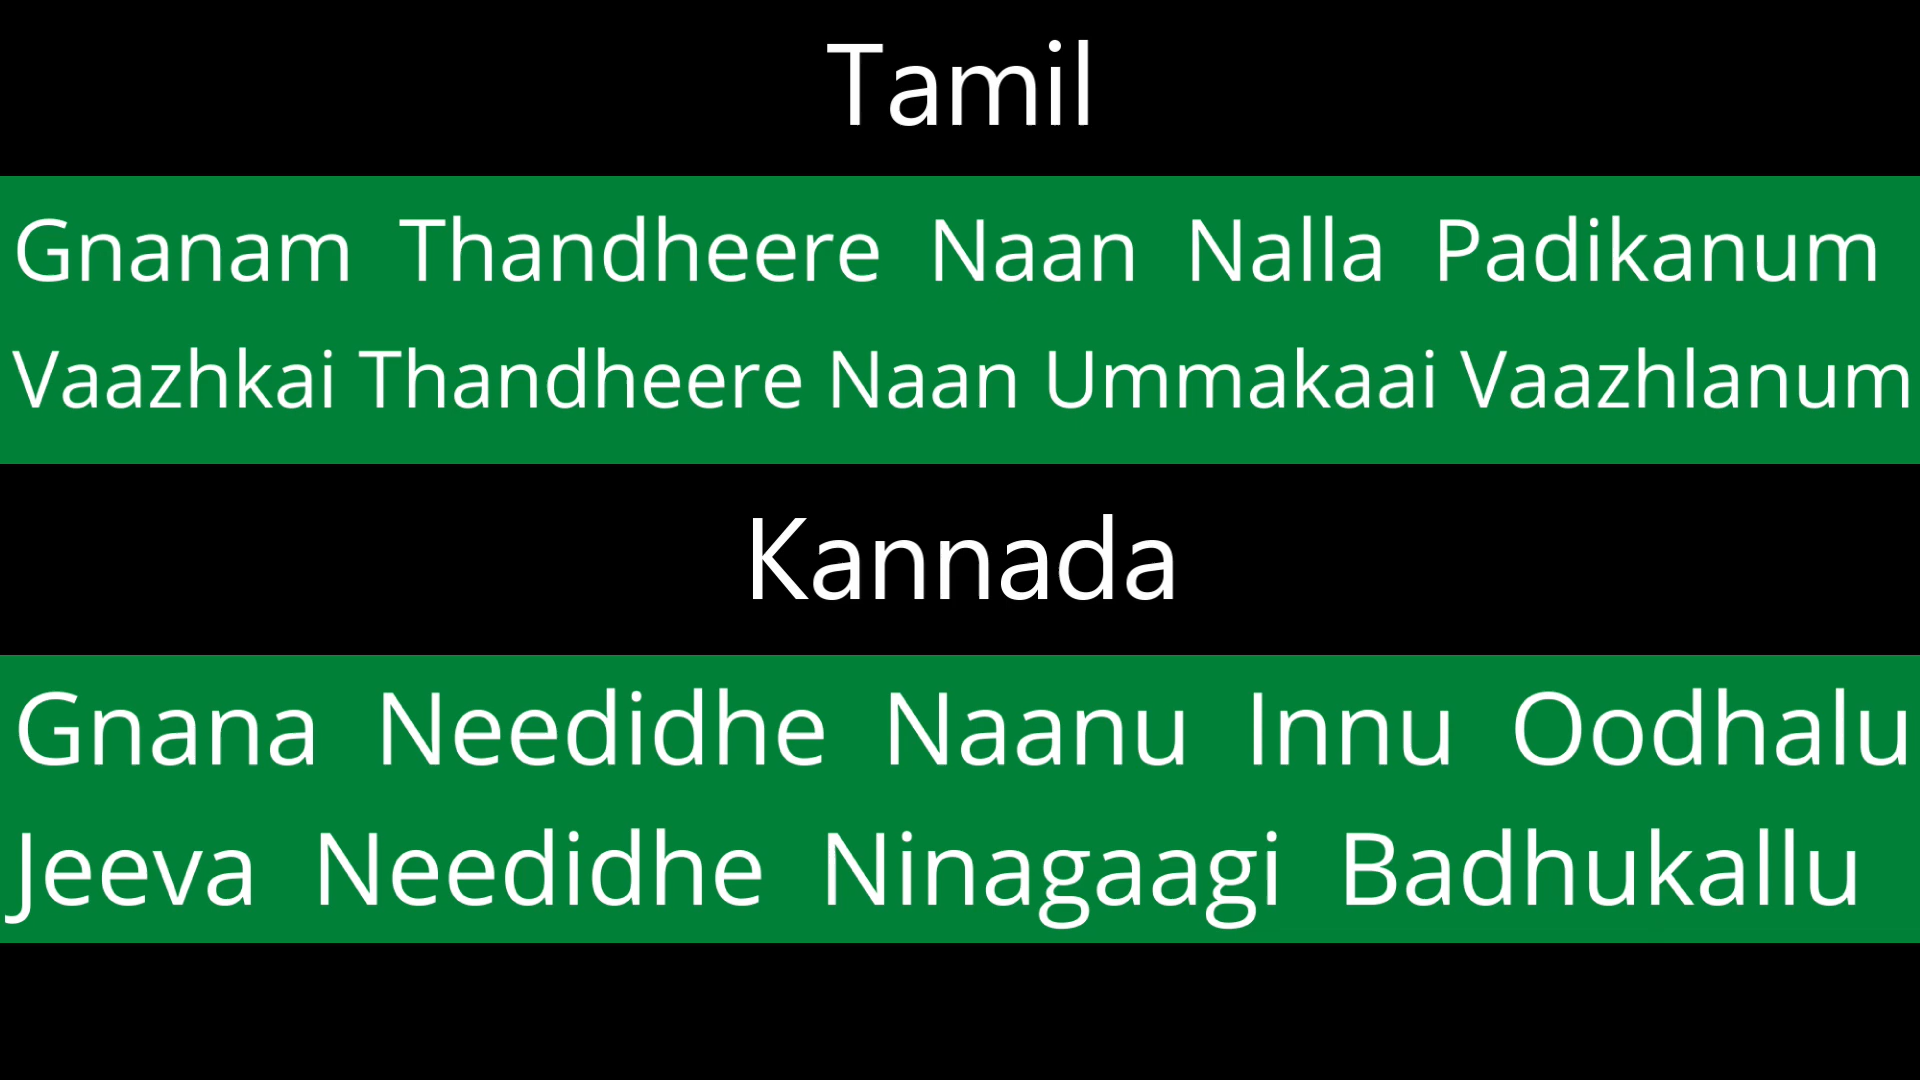 Tamil
Gnanam Thandheere Naan Nalla Padikanum
Vaazhkai Thandheere Naan Ummakaai Vaazhlanum
Kannada
Gnana Needidhe Naanu Innu Oodhalu
Jeeva Needidhe Ninagaagi Badhukallu